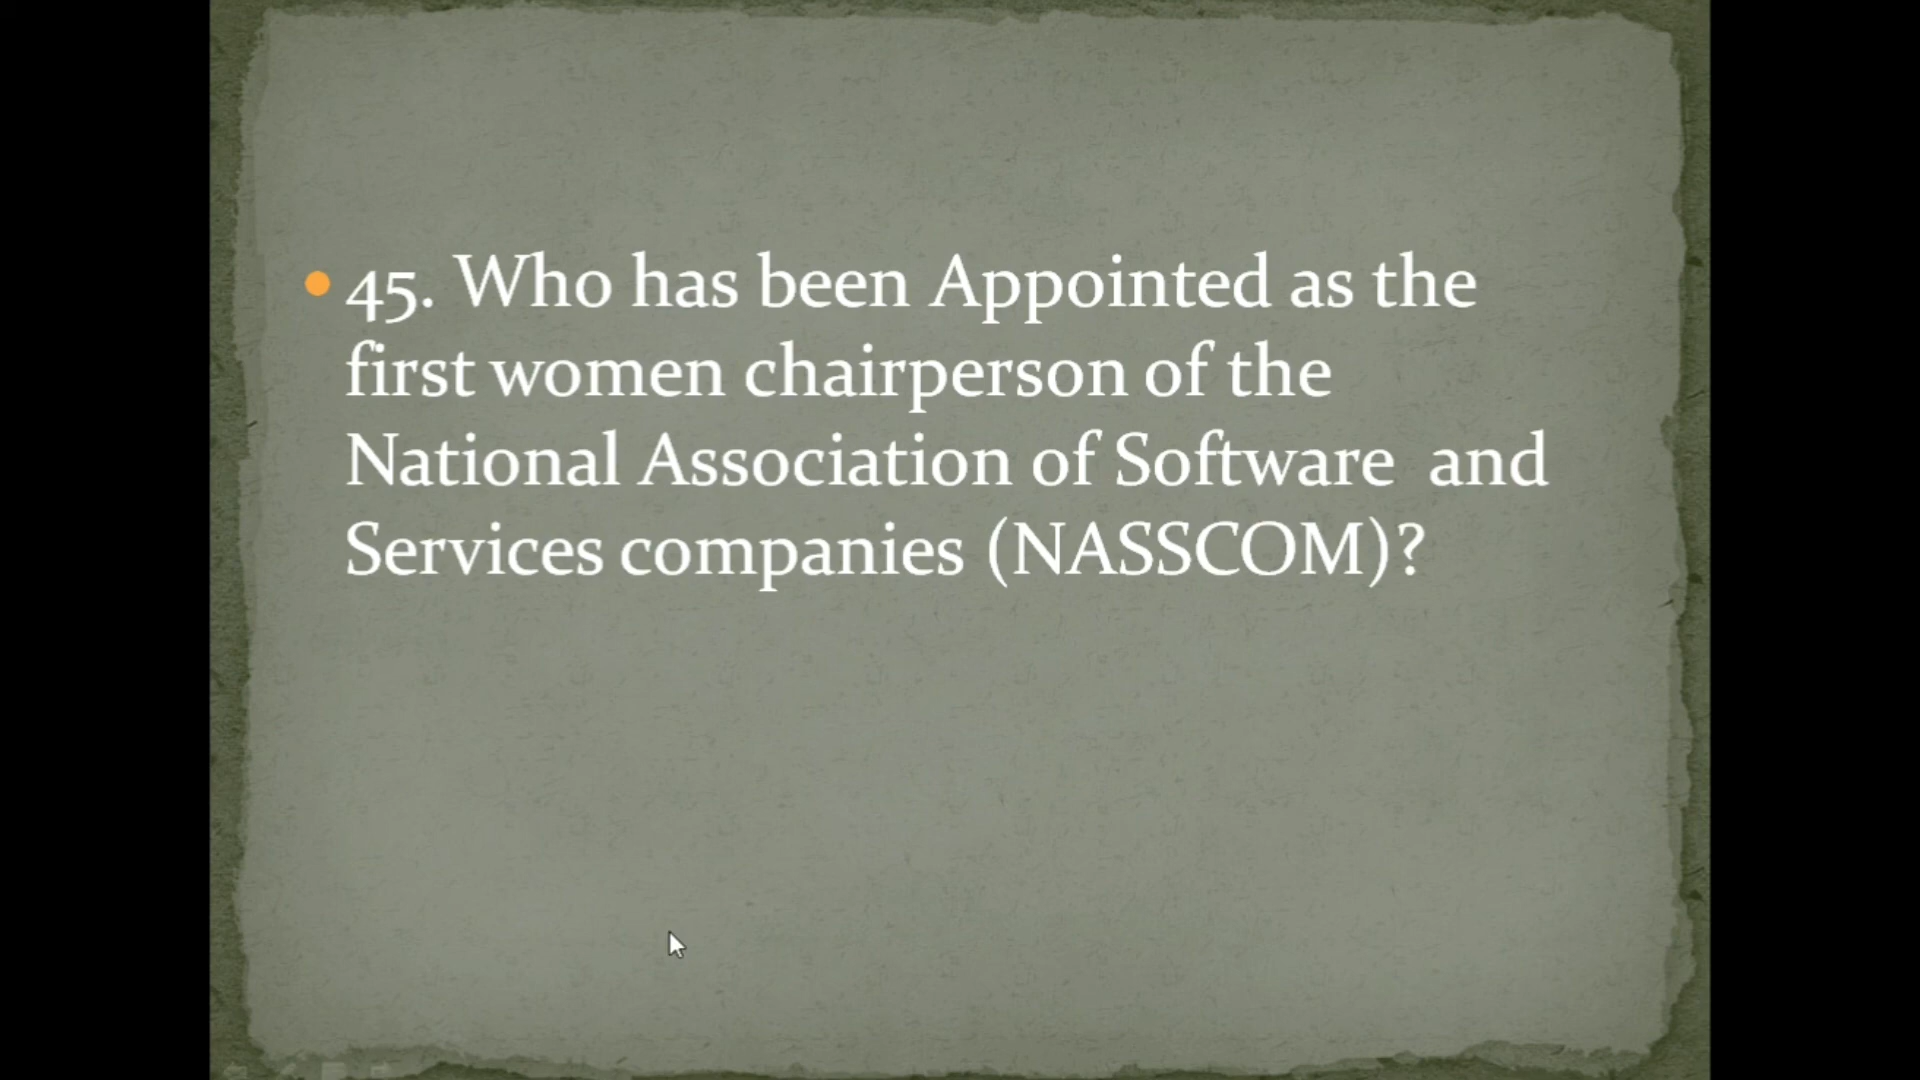 45. Who has been Appointed as the
first women chairperson of the
National Association of Software  and
Services companies (NASSCOM)?